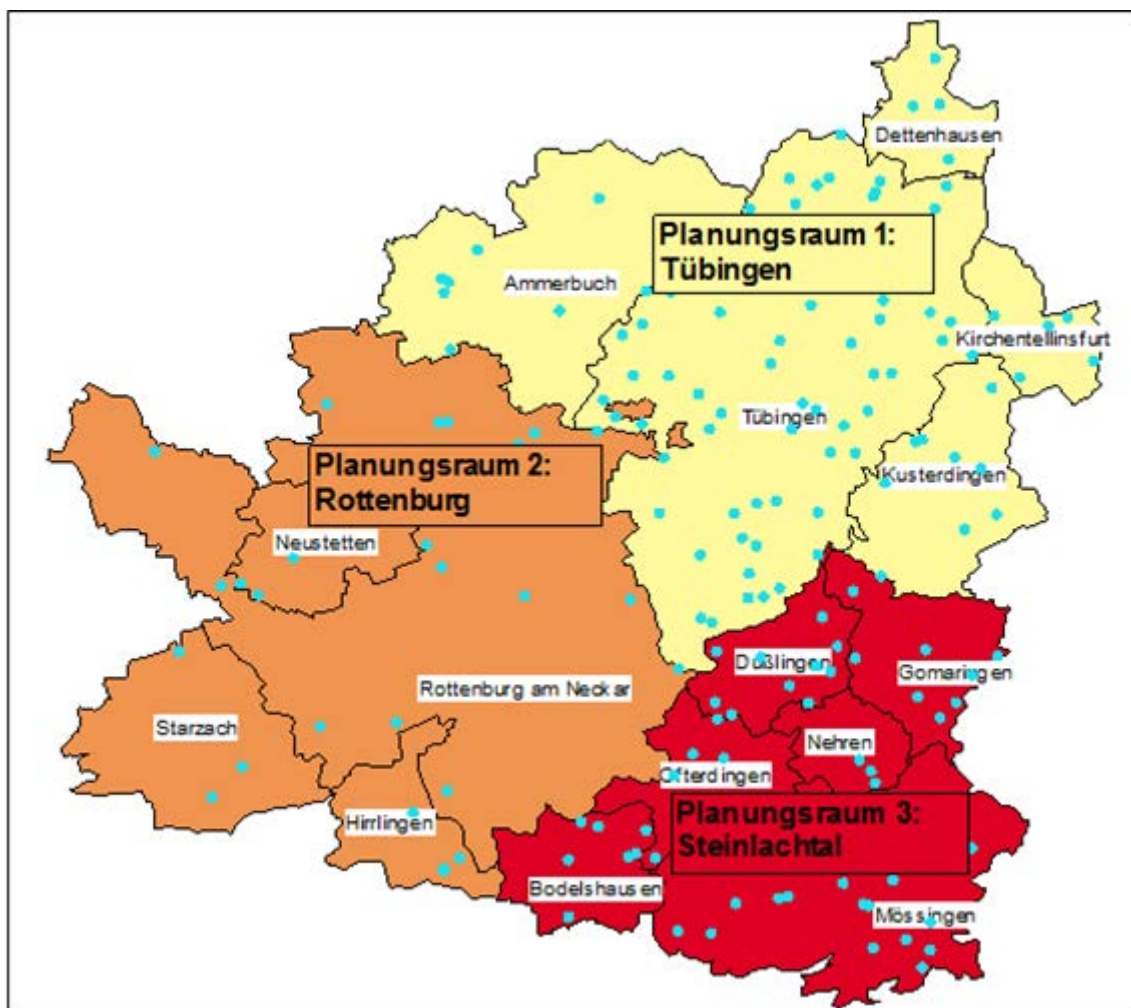 Dettenhausen
Planungsraum 1:
Tübingen
Ammerbuch
Kirchentellinsfurt
Tübingen
Planungsraum 2:
Rottenburg
Kusterdingen
Neustetten
Dußlingen
Gomaringen
Rottenburg am Neckar
Starzach
Nehren
Ofterdingen
Planungsraum 3:
Steinlachtal
Hirrlingen
Bodelshausen
Mössingen